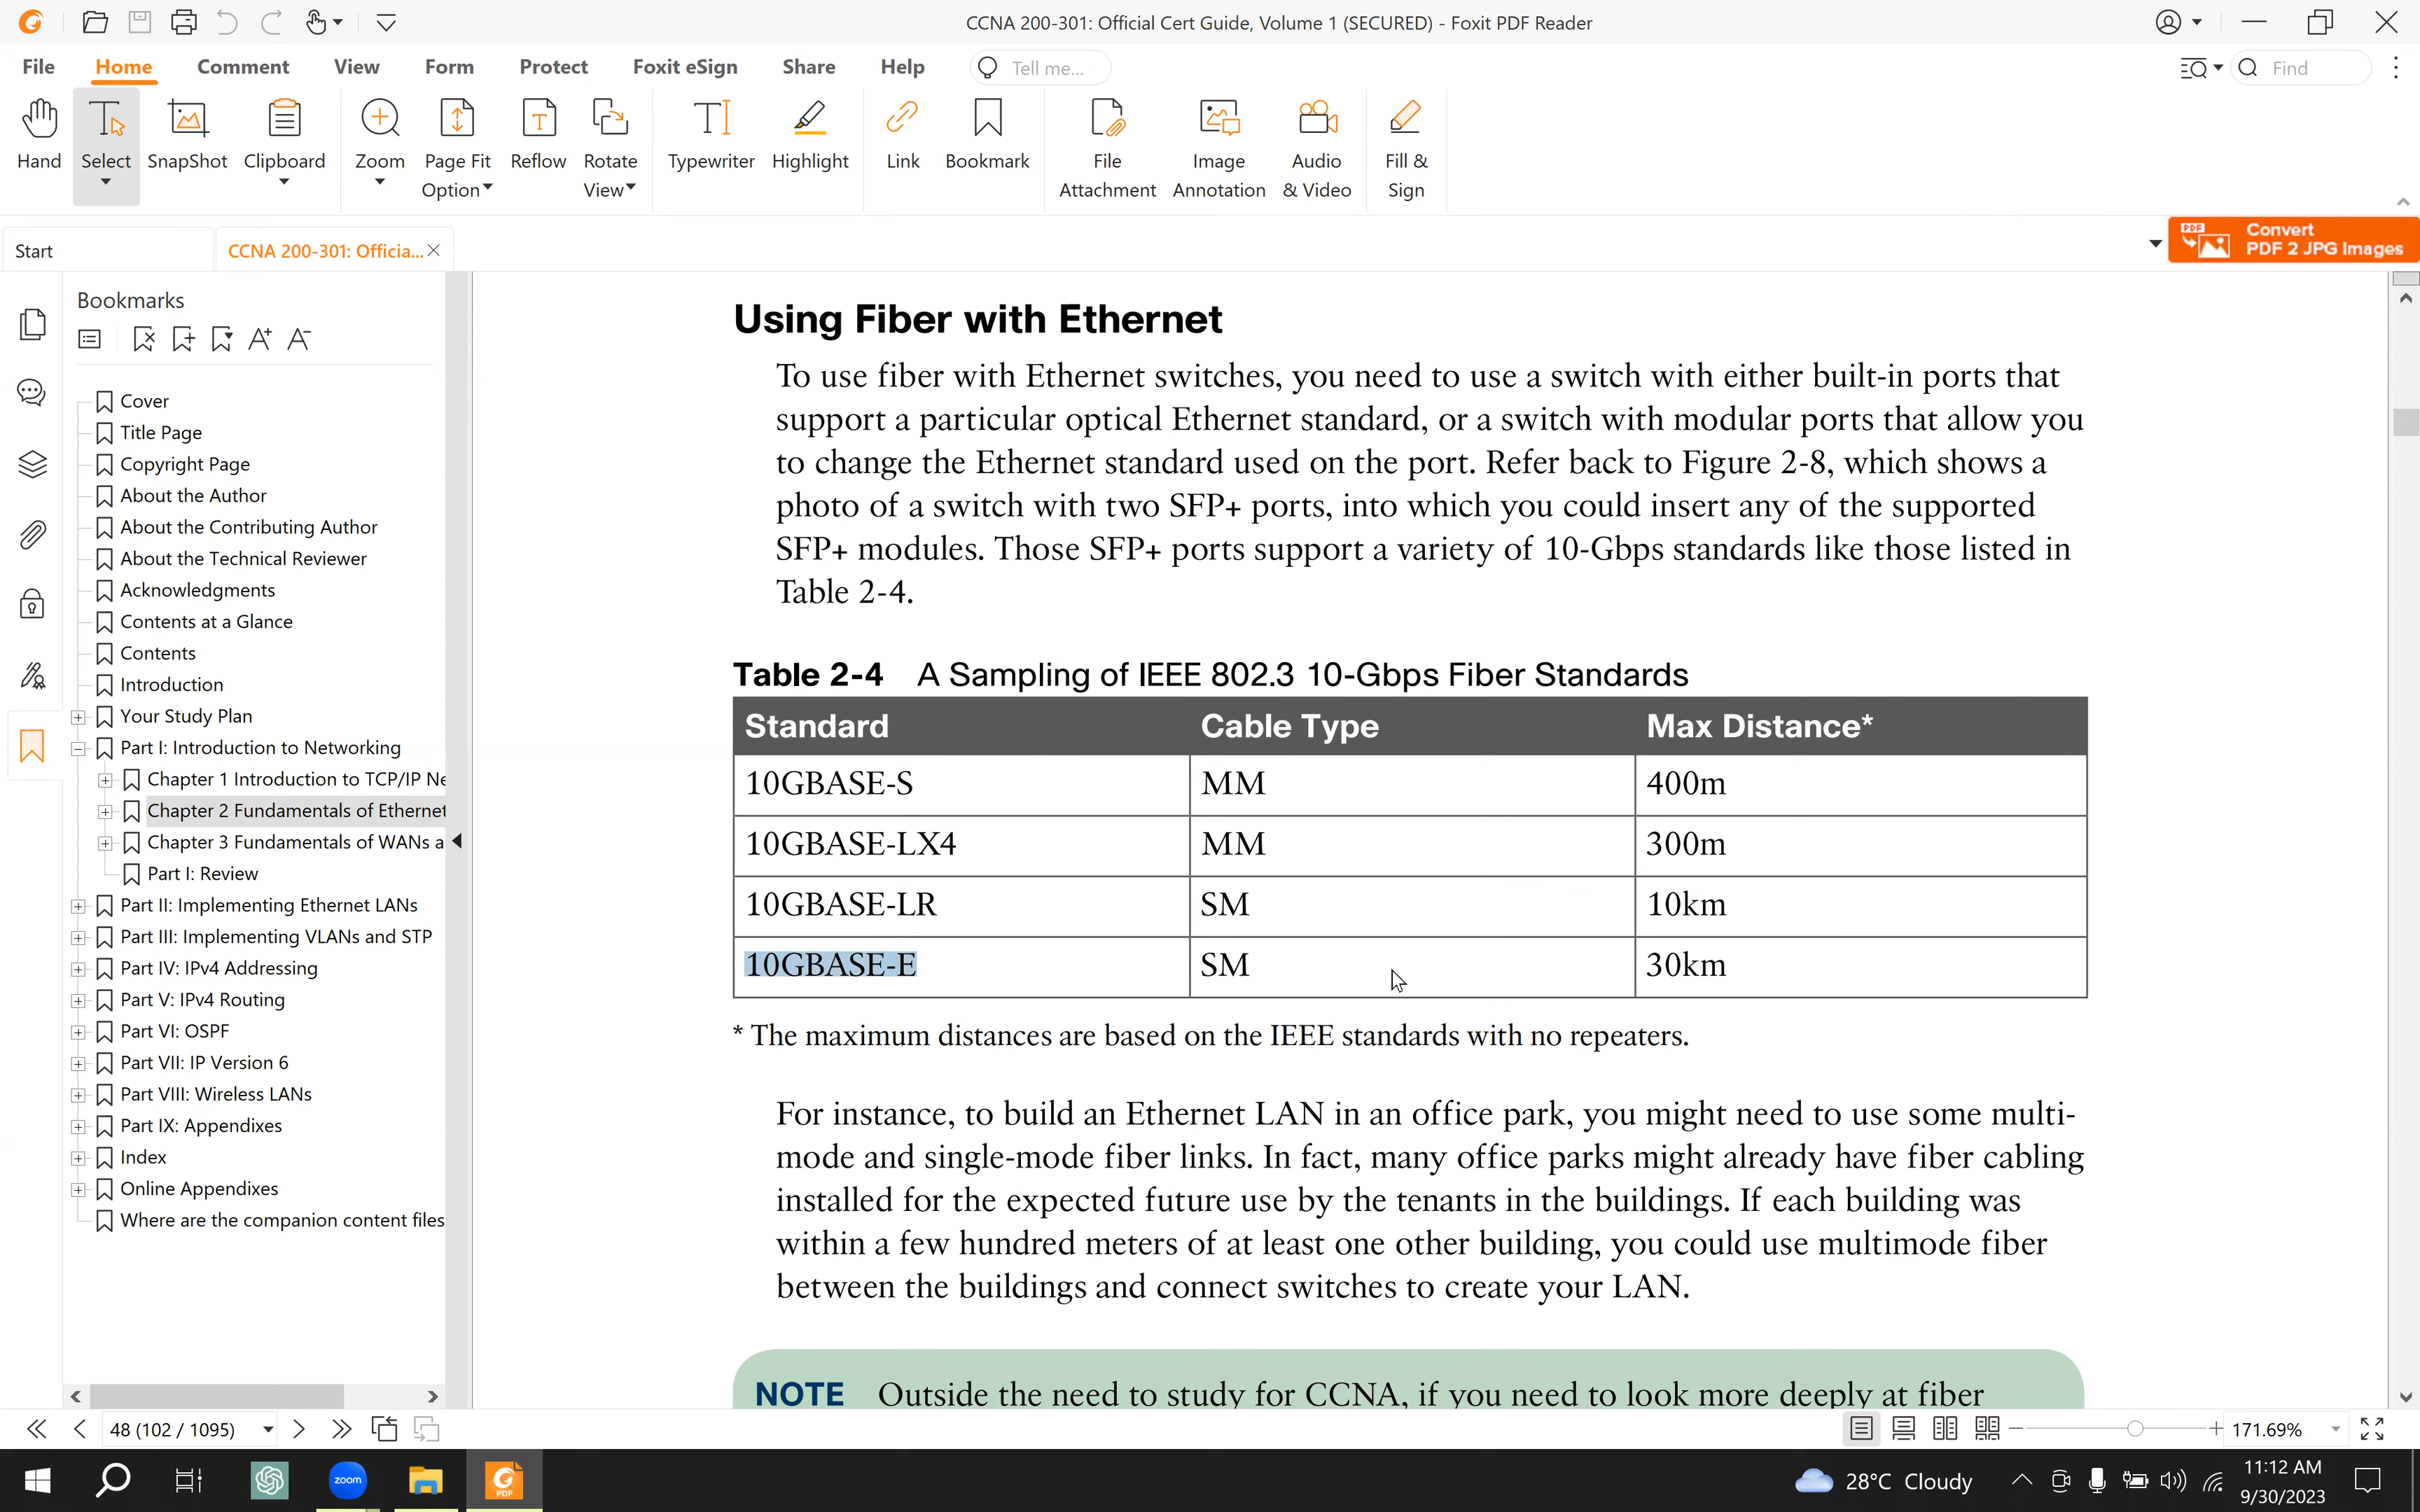 CCNA 200-301: Official Cert Guide, Volume 1 (SECURED) - Foxit PDF Reader
File Home Comment View Form Protect Foxit eSign Share Help Tell me... Find
Hand Select SnapShot Clipboard Zoom Page Fit Option Reflow Rotate View Typewriter Highlight Link Bookmark File Attachment Image Annotation Audio & Video Fill & Sign
Start CCNA 200-301: Officia... PDF Convert PDF 2 JPG Images
Bookmarks
Cover
Title Page
Copyright Page
About the Author
About the Contributing Author
About the Technical Reviewer
Acknowledgments
Contents at a Glance
Contents
Introduction
Your Study Plan
Part I: Introduction to Networking
Chapter 1 Introduction to TCP/IP Ne
Chapter 2 Fundamentals of Ethernet
Chapter 3 Fundamentals of WANs a
Part I: Review
Part II: Implementing Ethernet LANs
Part III: Implementing VLANs and STP
Part IV: IPv4 Addressing
Part V: IPv4 Routing
Part VI: OSPF
Part VII: IP Version 6
Part VIII: Wireless LANs
Part IX: Appendixes
Index
Online Appendixes
Where are the companion content files
Using Fiber with Ethernet
To use fiber with Ethernet switches, you need to use a switch with either built-in ports that
support a particular optical Ethernet standard, or a switch with modular ports that allow you
to change the Ethernet standard used on the port. Refer back to Figure 2-8, which shows a
photo of a switch with two SFP+ ports, into which you could insert any of the supported
SFP+ modules. Those SFP+ ports support a variety of 10-Gbps standards like those listed in
Table 2-4.
Table 2-4 A Sampling of IEEE 802.3 10-Gbps Fiber Standards
Standard Cable Type Max Distance*
10GBASE-S MM 400m
10GBASE-LX4 MM 300m
10GBASE-LR SM 10km
10GBASE-E SM 30km
* The maximum distances are based on the IEEE standards with no repeaters.
For instance, to build an Ethernet LAN in an office park, you might need to use some multi-
mode and single-mode fiber links. In fact, many office parks might already have fiber cabling
installed for the expected future use by the tenants in the buildings. If each building was
within a few hundred meters of at least one other building, you could use multimode fiber
between the buildings and connect switches to create your LAN.
NOTE Outside the need to study for CCNA, if you need to look more deeply at fiber
48 (102 / 1095) 171.69%
zoom PDF 28°C Cloudy 11:12 AM
9/30/2023